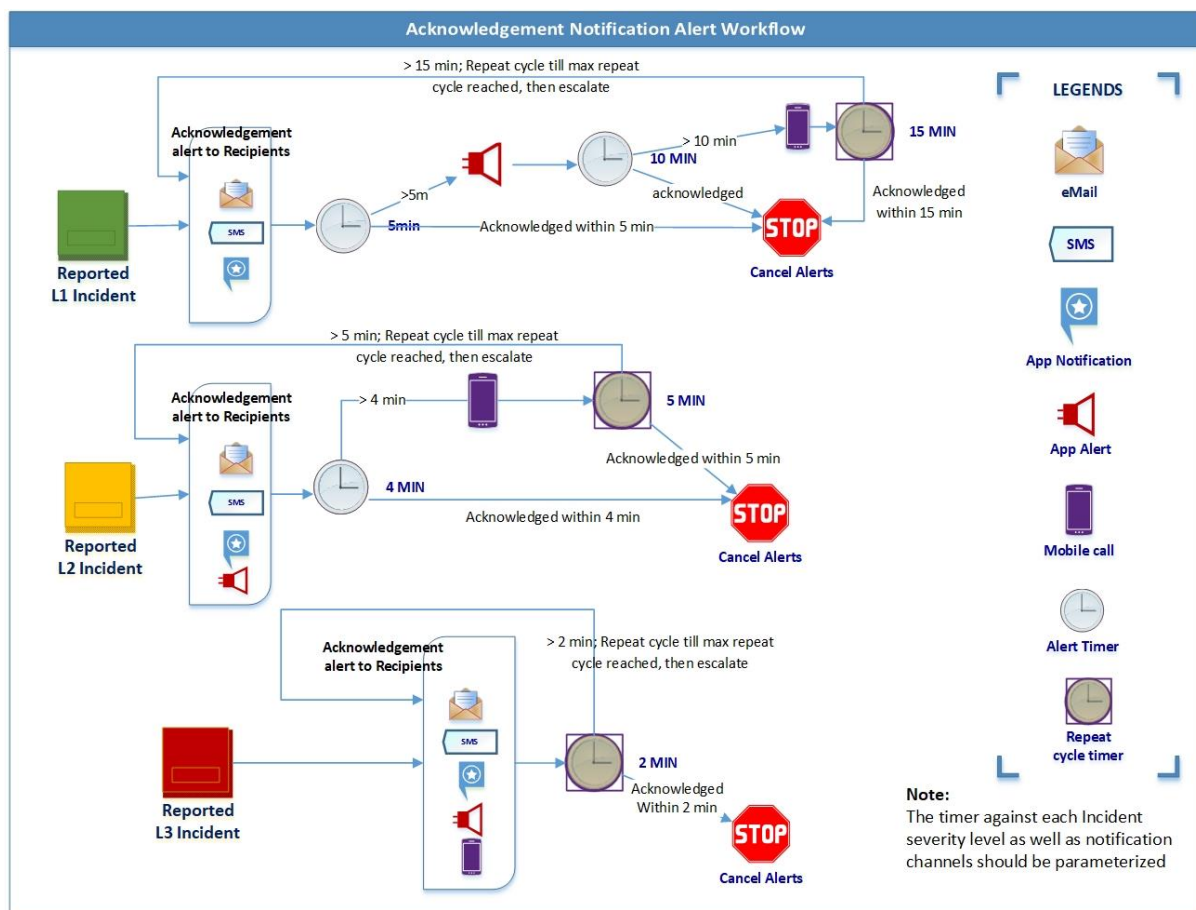 Acknowledgement Notification Alert Workflow
> 15 min; Repeat cycle till max repeat
cycle reached, then escalate
Acknowledgement
alert to Recipients
SMS
Reported
L1 Incident
5min
>5m
10 MIN
> 10 min
acknowledged
Acknowledged within 5 min
15 MIN
Acknowledged
within 15 min
STOP
Cancel Alerts
> 5 min; Repeat cycle till max repeat
cycle reached, then escalate
Acknowledgement
alert to Recipients
SMS
Reported
L2 Incident
> 4 min
4 MIN
5 MIN
Acknowledged within 5 min
Acknowledged within 4 min
STOP
Cancel Alerts
> 2 min; Repeat cycle till max repeat
cycle reached, then escalate
Acknowledgement
alert to Recipients
SMS
Reported
L3 Incident
2 MIN
Acknowledged
Within 2 min
STOP
Cancel Alerts
LEGENDS
eMail
SMS
App Notification
App Alert
Mobile call
Alert Timer
Repeat
cycle timer
Note:
The timer against each Incident
severity level as well as notification
channels should be parameterized